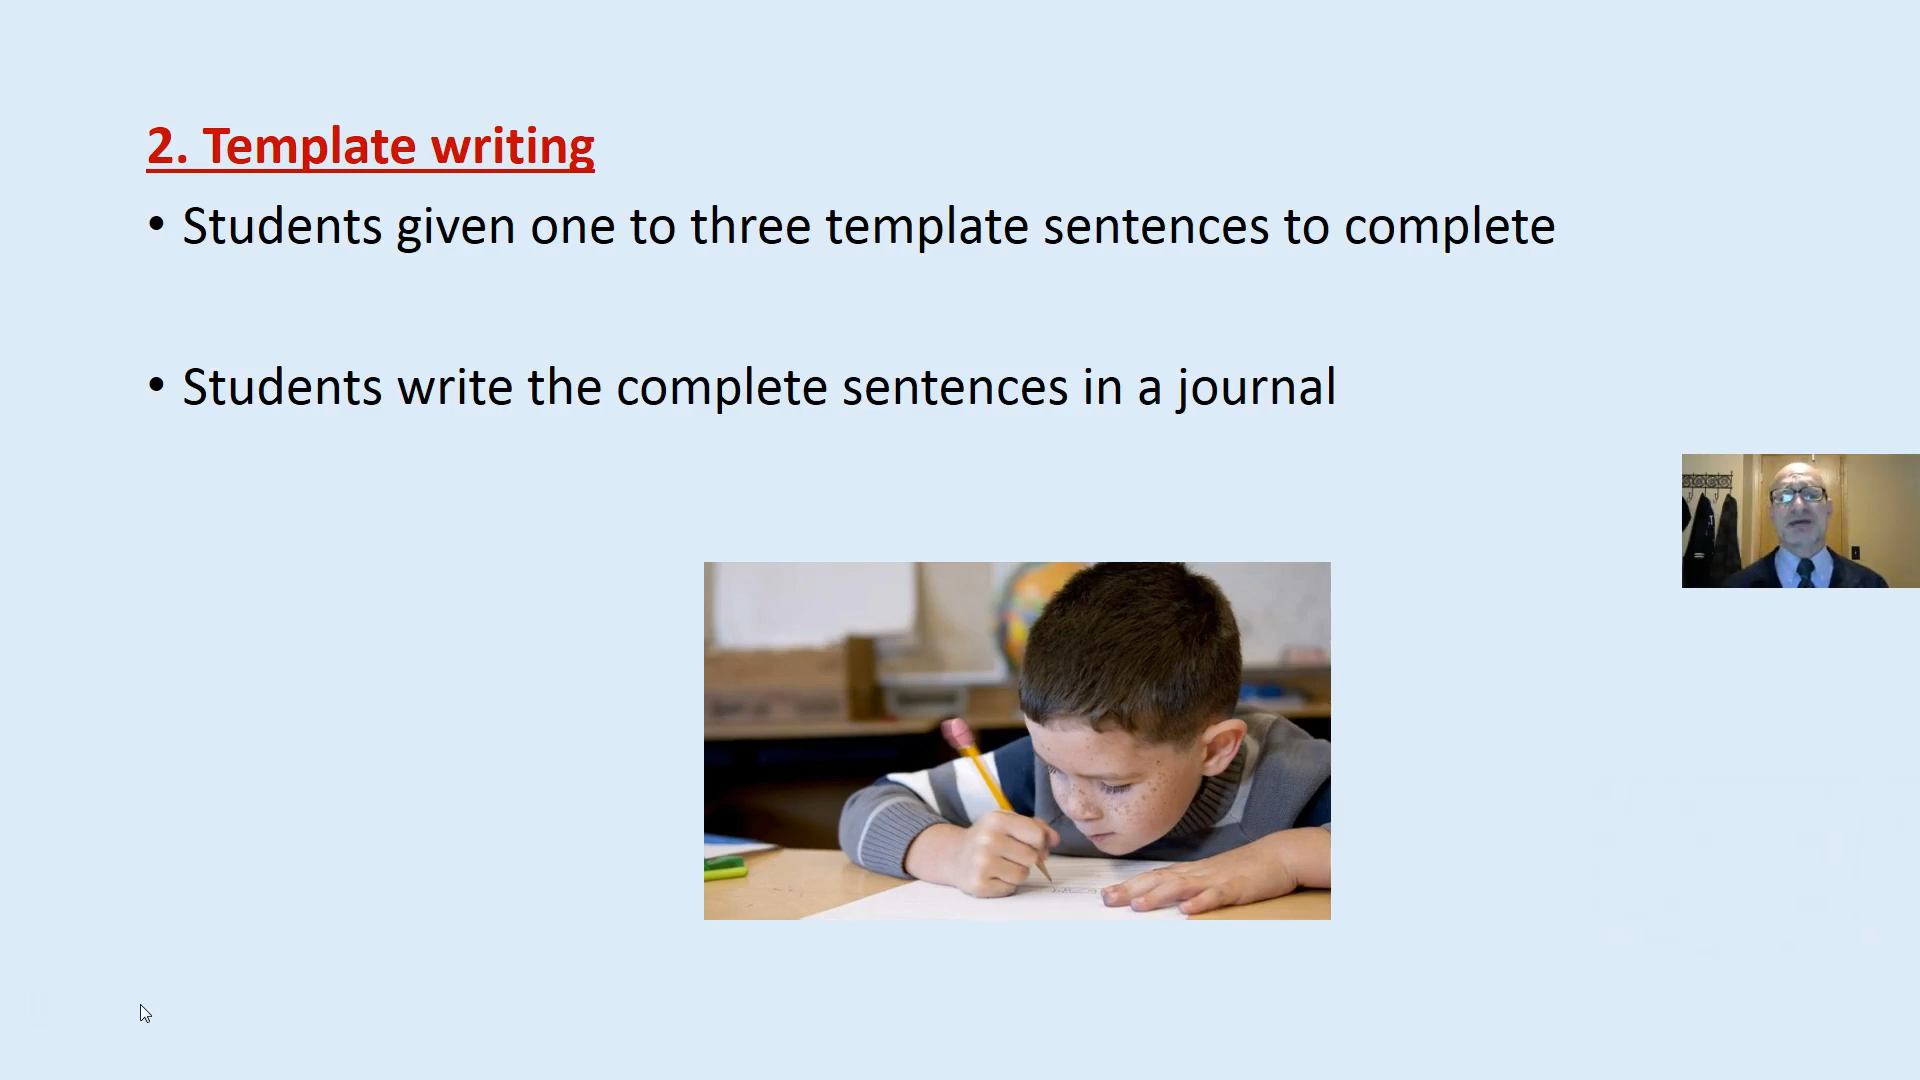 2. Template writing
• Students given one to three template sentences to complete
• Students write the complete sentences in a journal